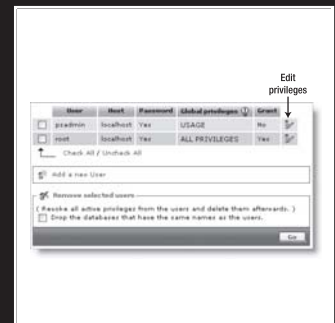 Edit
privileges
User Host Password Global privileges Grant
psadmin localhost Yes USAGE No
root localhost Yes ALL PRIVILEGES Yes
Check All / Uncheck All
Add a new User
Remove selected users
( Revoke all active privileges from the users and delete them afterwards. )
Drop the databases that have the same names as the users.
Go